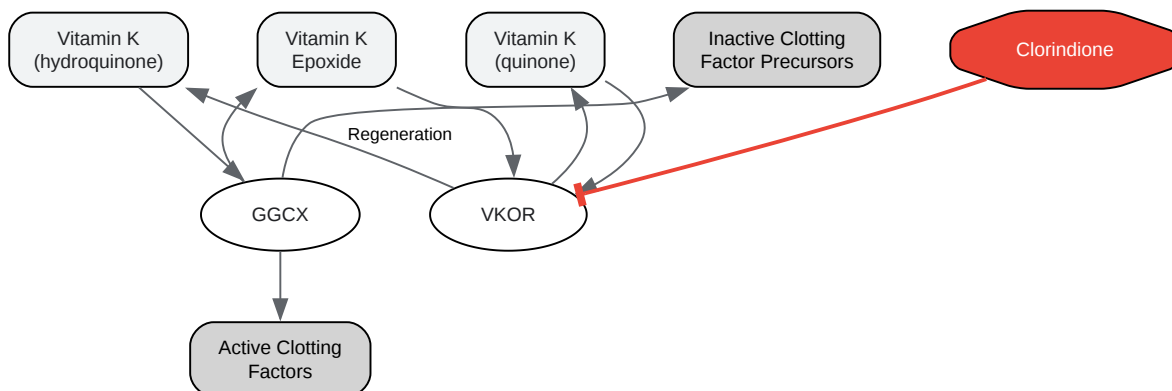 Vitamin K
(hydroquinone)
Vitamin K
Epoxide
Vitamin K
(quinone)
Inactive Clotting
Factor Precursors
Clorindione
Regeneration
GGCX
VKOR
Active Clotting
Factors